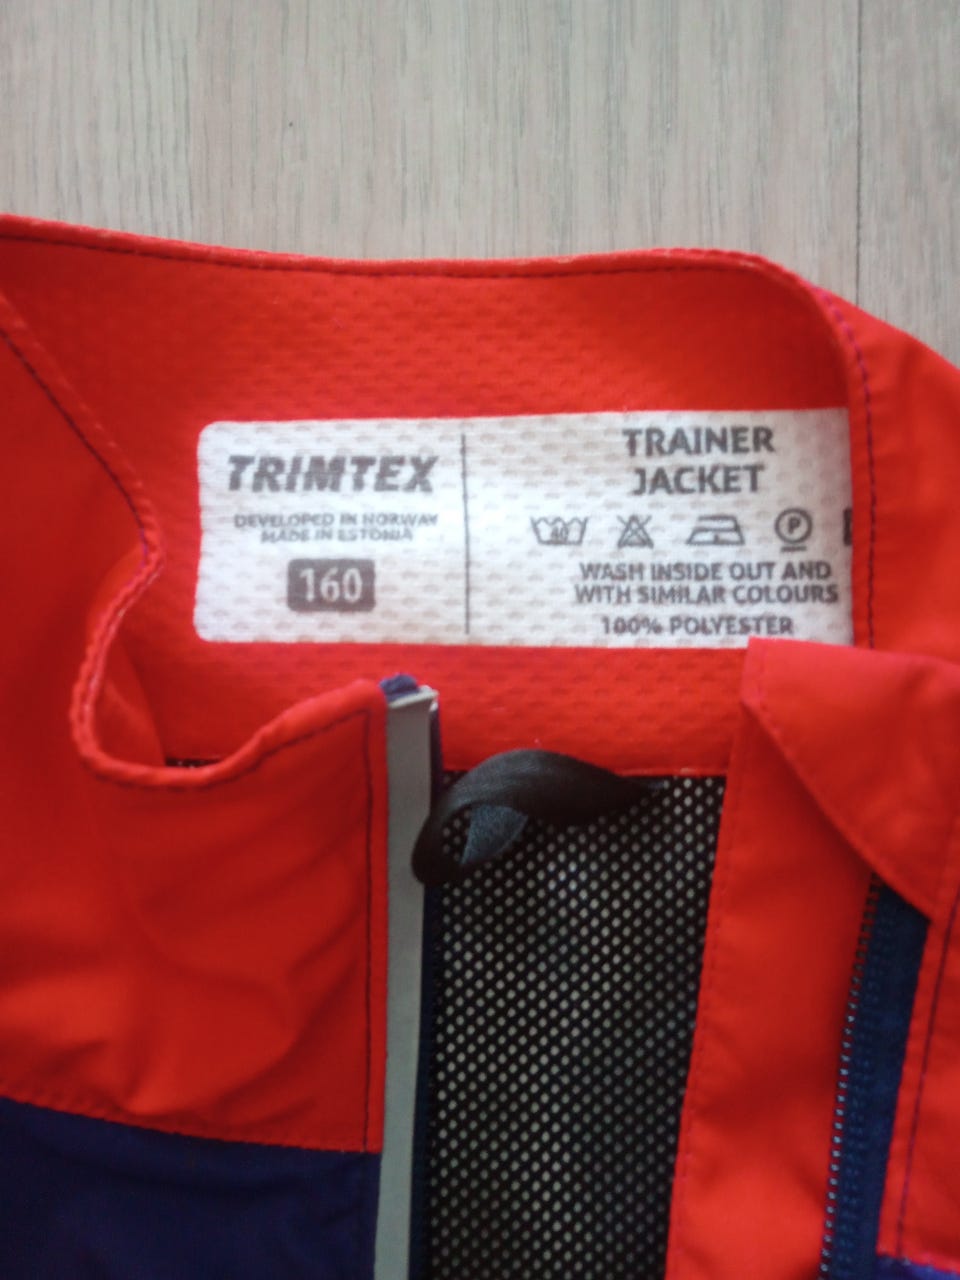 TRIMTEX
DEVELOPED IN NORWAY
MADE IN ESTONIA
160
TRAINER
JACKET
40
P
WASH INSIDE OUT AND
WITH SIMILAR COLOURS
100% POLYESTER